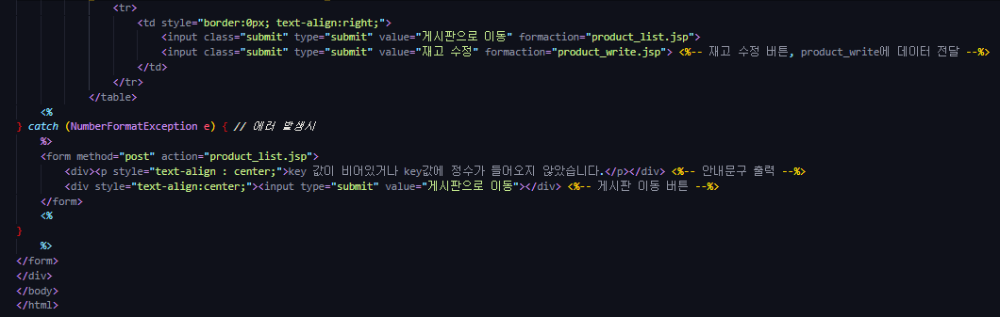 <tr>
<td style="border:0px; text-align:right;">
<input class="submit" type="submit" value="게시판으로 이동" formaction="product_list.jsp">
<input class="submit" type="submit" value="재고 수정" formaction="product_write.jsp"> <%-- 재고 수정 버튼, product_write에 데이터 전달 --%>
</td>
</tr>
</table>
<%
} catch (NumberFormatException e) { // 에러 발생시
%>
<form method="post" action="product_list.jsp">
<div><p style="text-align : center;">key 값이 비어있거나 key값에 정수가 들어오지 않았습니다.</p></div> <%-- 안내문구 출력 --%>
<div style="text-align:center;"><input type="submit" value="게시판으로 이동"></div> <%-- 게시판 이동 버튼 --%>
</form>
<%
}
%>
</form>
</div>
</body>
</html>